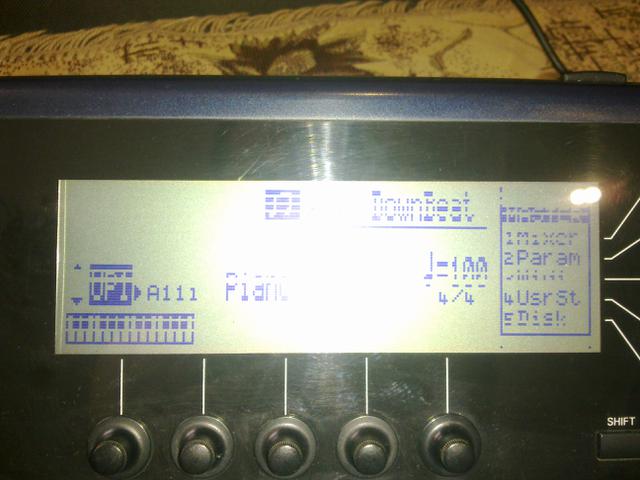 DownBeat
1Mixer
2Param
♩=100
UP1 A111 Piano
4/4
4UsrSt
5Disk
SHIFT